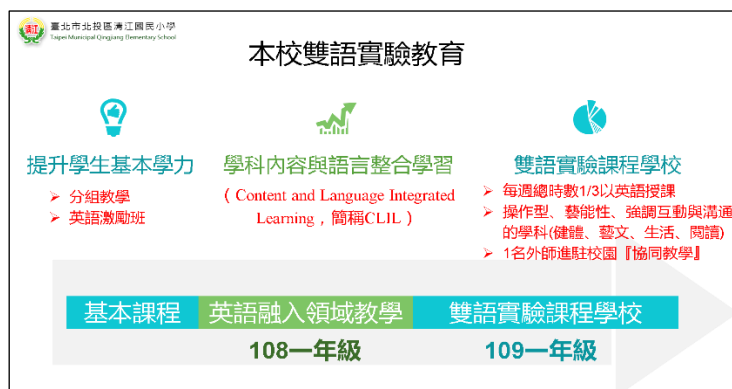 臺北市北投區清江國民小學
Taipei Municipal Qingjiang Elementary School
本校雙語實驗教育
提升學生基本學力
分組教學
英語激勵班
學科內容與語言整合學習
（Content and Language Integrated
Learning，簡稱CLIL）
雙語實驗課程學校
每週總時數1/3以英語授課
操作型、藝能性、強調互動與溝通
的學科(健體、藝文、生活、閱讀)
1名外師進駐校園『協同教學』
基本課程
英語融入領域教學
雙語實驗課程學校
108一年級
109一年級